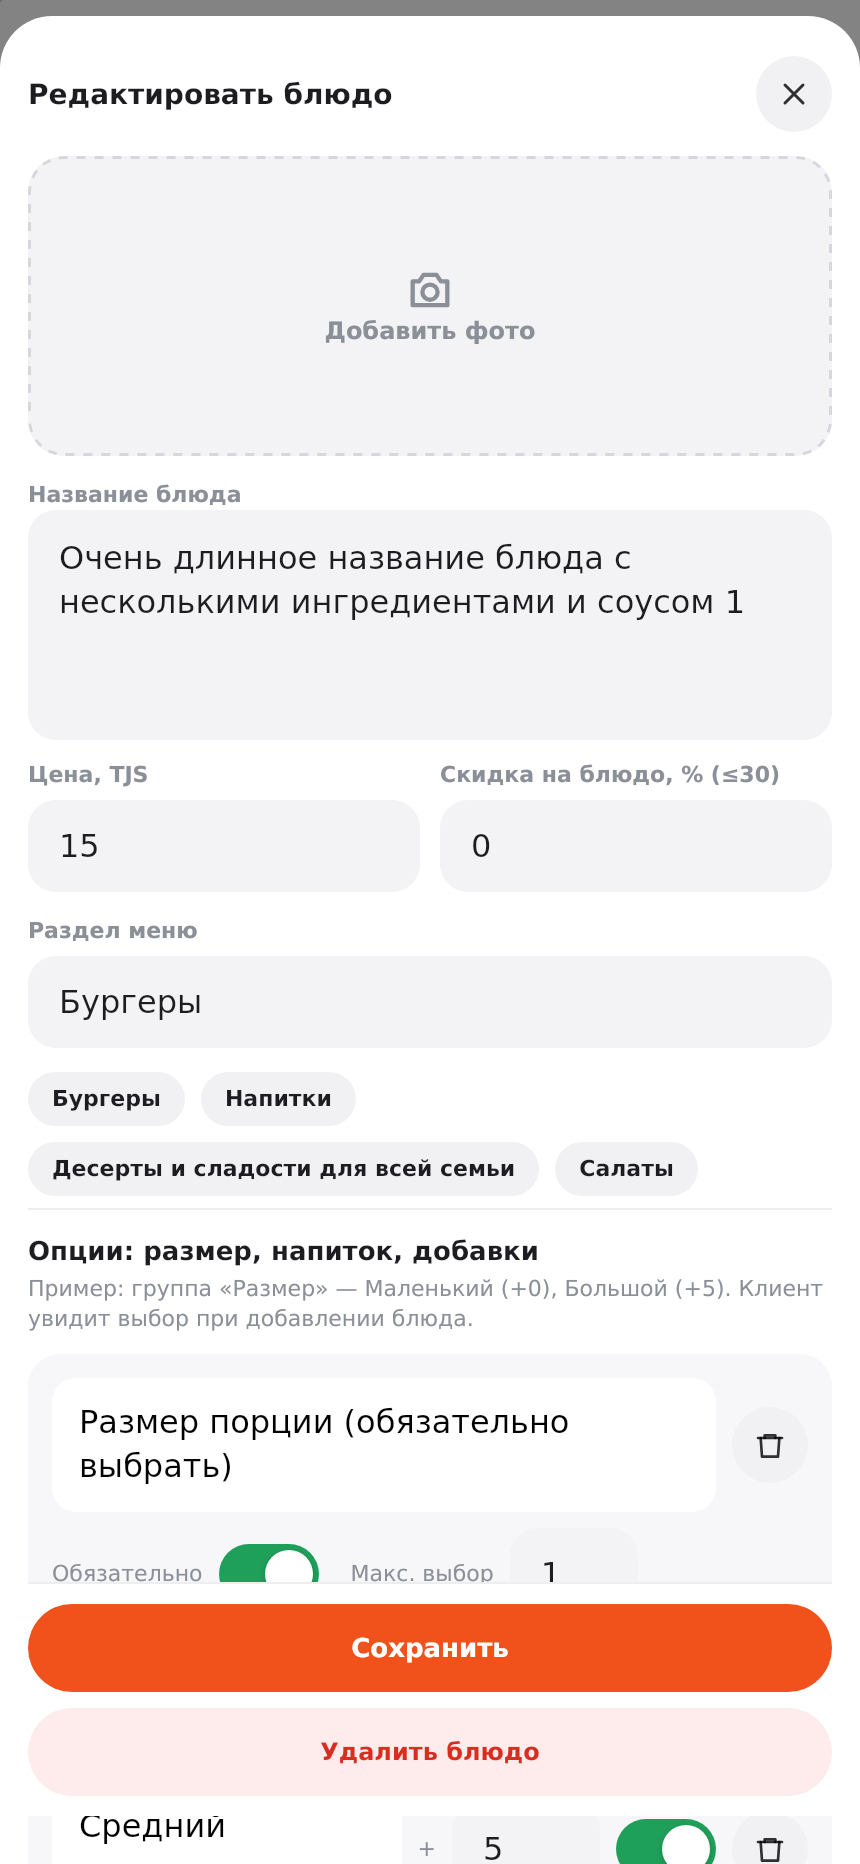 Редактировать блюдо
Добавить фото
Название блюда
Очень длинное название блюда с
несколькими ингредиентами и соусом 1
Цена, TJS
Скидка на блюдо, % (≤30)
15
0
Раздел меню
Бургеры
Бургеры
Напитки
Десерты и сладости для всей семьи
Салаты
Опции: размер, напиток, добавки
Пример: группа «Размер» — Маленький (+0), Большой (+5). Клиент
увидит выбор при добавлении блюда.
Размер порции (обязательно
выбрать)
Обязательно
Макс. выбор
1
Сохранить
Удалить блюдо
Средний
+
5